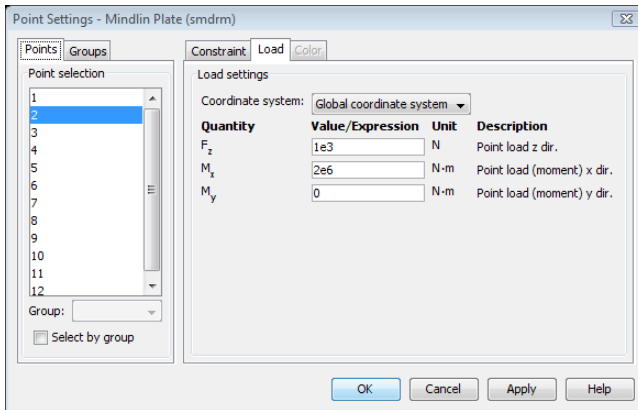 Point Settings - Mindlin Plate (smdrm)
Points Groups
Point selection
1
2
3
4
5
6
7
8
9
10
11
12
Group:
Select by group
Constraint Load Color
Load settings
Coordinate system: Global coordinate system
Quantity Value/Expression Unit Description
Fz 1e3 N Point load z dir.
Mx 2e6 N·m Point load (moment) x dir.
My 0 N·m Point load (moment) y dir.
OK Cancel Apply Help